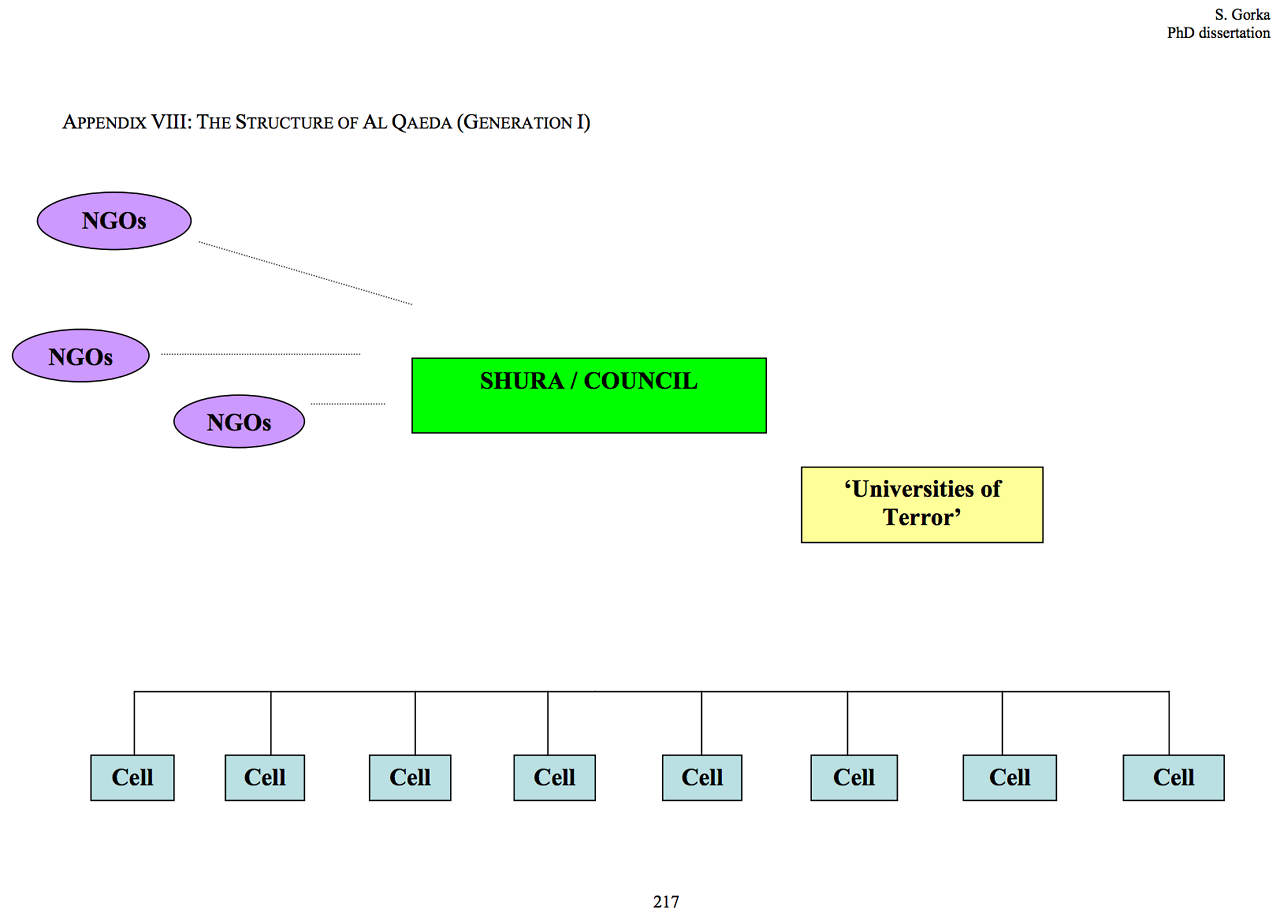 S. Gorka
PhD dissertation
APPENDIX VIII: THE STRUCTURE OF AL QAEDA (GENERATION I)
NGOs
NGOs
NGOs
SHURA / COUNCIL
‘Universities of
Terror’
Cell
Cell
Cell
Cell
Cell
Cell
Cell
Cell
217